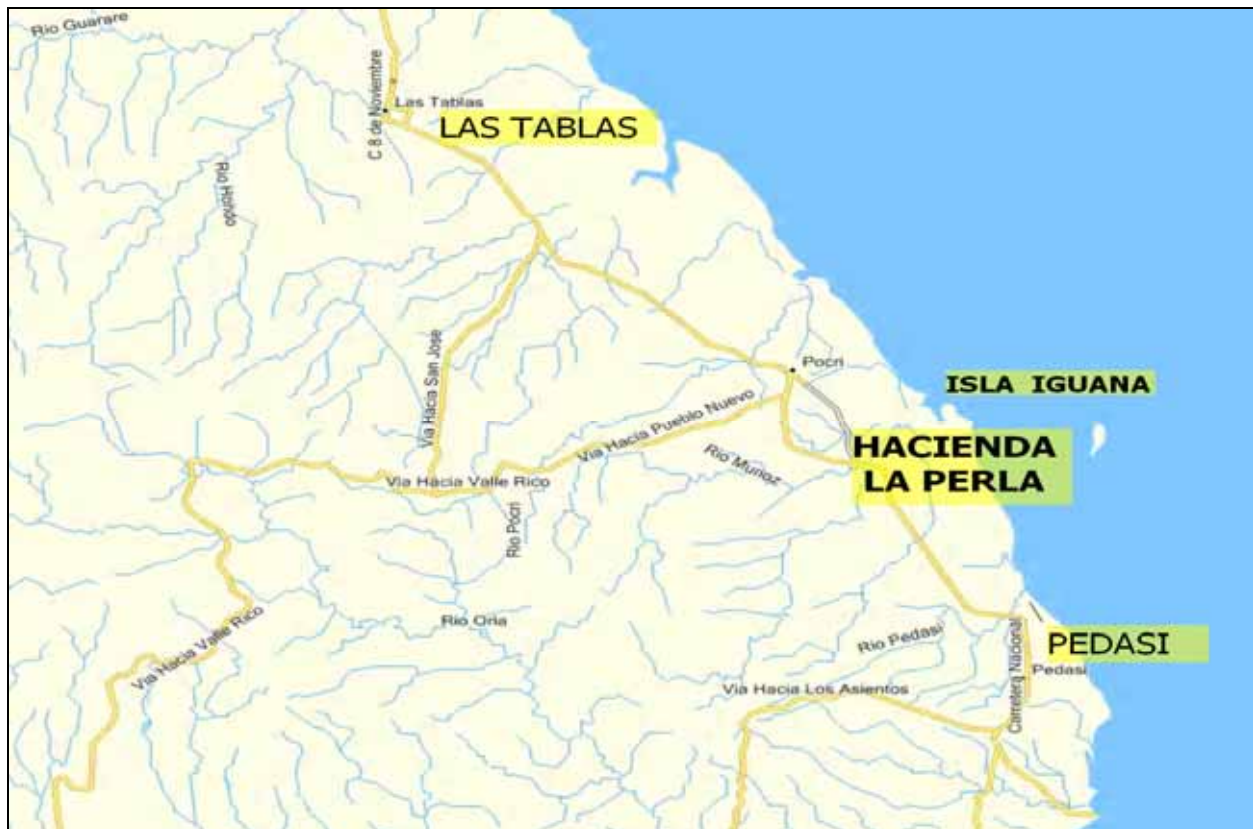 Rio Guarare
C 8 de Noviembre
Las Tablas
LAS TABLAS
Rio Hondo
Via Hacia San Jose
Pocri
ISLA IGUANA
Via Hacia Pueblo Nuevo
HACIENDA
LA PERLA
Rio Muñoz
Via Hacia Valle Rico
Rio Pocri
Rio Oria
Via Hacia Valle Rico
Rio Pedasi
PEDASI
Carretera Nacional
Pedasi
Via Hacia Los Asientos